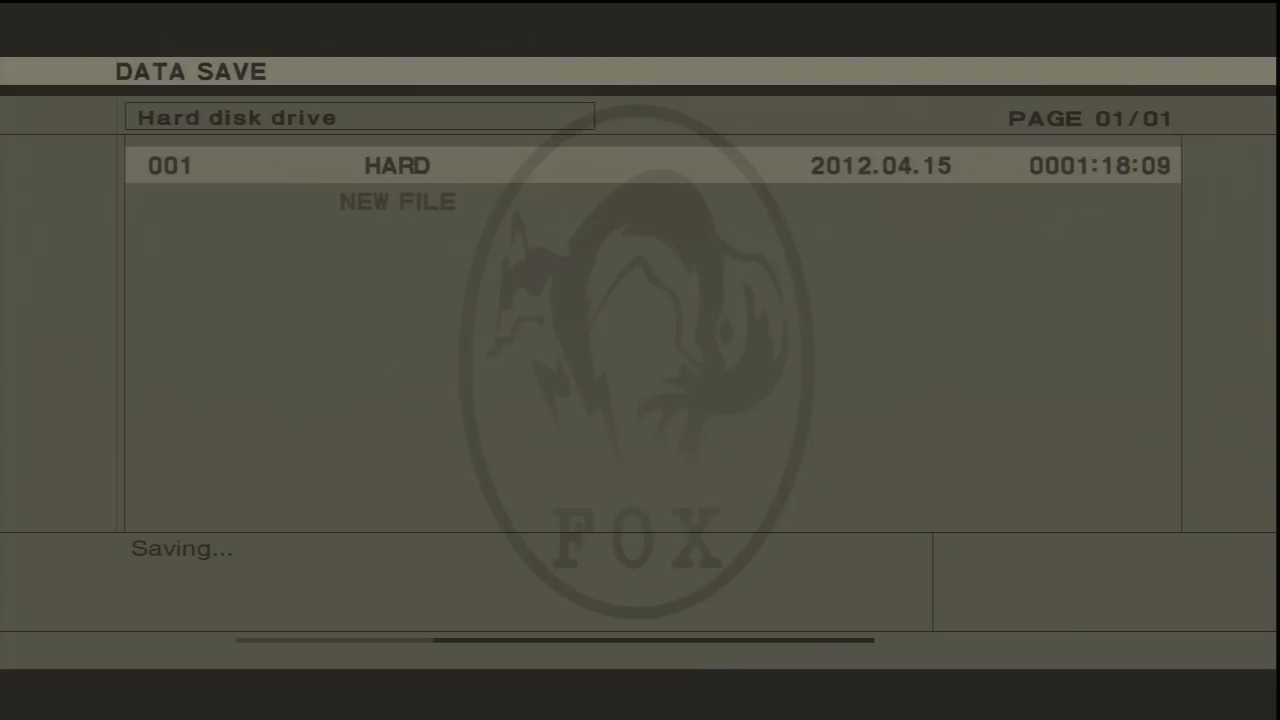 DATA SAVE
Hard disk drive PAGE 01/01
001 HARD 2012.04.15 0001:18:09
NEW FILE
FOX
Saving...